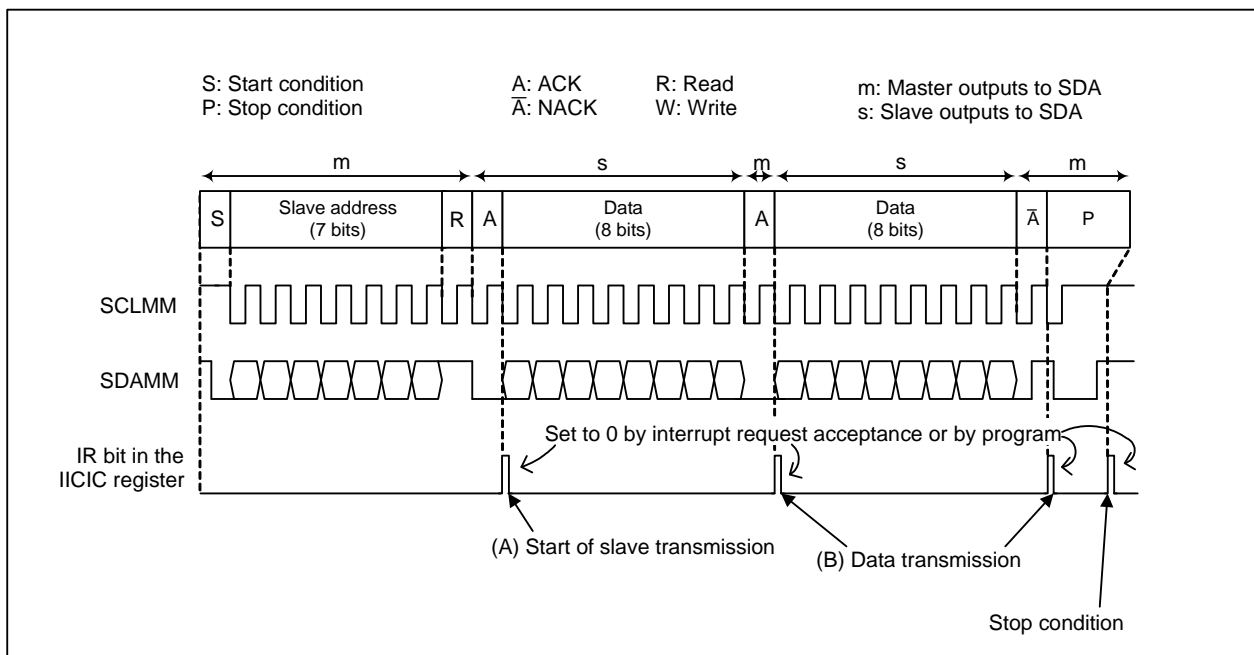 S: Start condition
A: ACK
R: Read
m: Master outputs to SDA
P: Stop condition
A̅: NACK
W: Write
s: Slave outputs to SDA
m
s
m
s
m
S
Slave address
(7 bits)
R
A
Data
(8 bits)
A
Data
(8 bits)
A̅
P
SCLMM
SDAMM
IR bit in the
IICIC register
Set to 0 by interrupt request acceptance or by program
(A) Start of slave transmission
(B) Data transmission
Stop condition